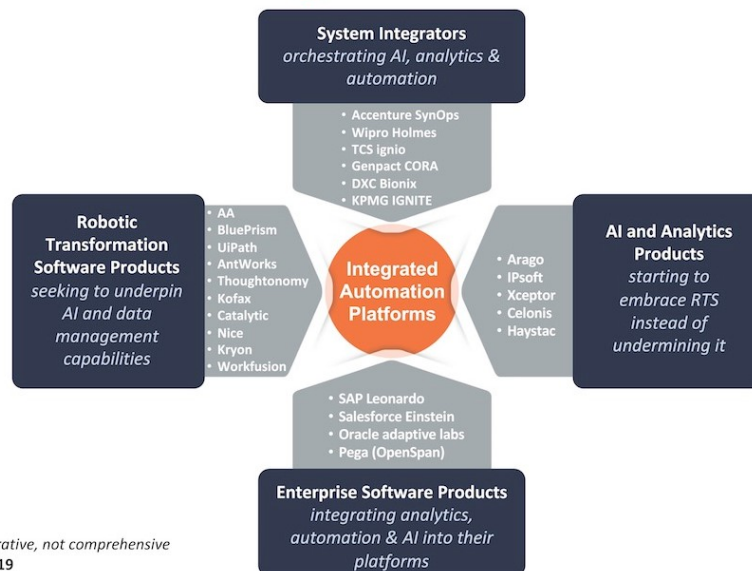 System Integrators
orchestrating AI, analytics &
automation
• Accenture SynOps
• Wipro Holmes
• TCS ignio
• Genpact CORA
• DXC Bionix
• KPMG IGNITE
Robotic
Transformation
Software Products
seeking to underpin
AI and data
management
capabilities
• AA
• BluePrism
• UiPath
• AntWorks
• Thoughtonomy
• Kofax
• Catalytic
• Nice
• Kryon
• Workfusion
Integrated
Automation
Platforms
• Arago
• IPsoft
• Xceptor
• Celonis
• Haystac
AI and Analytics
Products
starting to
embrace RTS
instead of
undermining it
• SAP Leonardo
• Salesforce Einstein
• Oracle adaptive labs
• Pega (OpenSpan)
Enterprise Software Products
integrating analytics,
automation & AI into their
platforms
not comprehensive
19